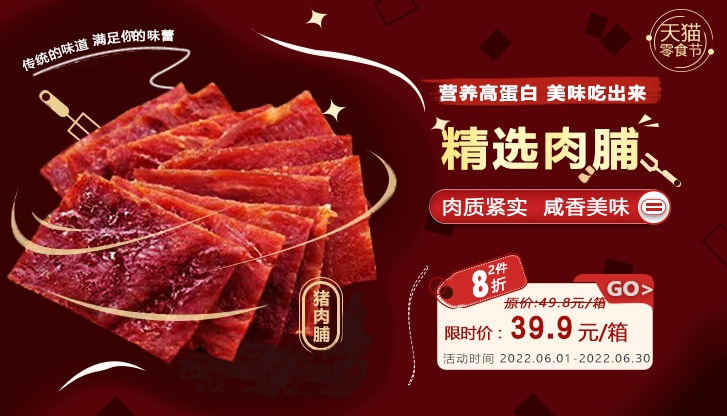 传统的味道 满足你的味蕾
天猫
零食节
营养高蛋白 美味吃出来
精选肉脯
肉质紧实 咸香美味
猪肉脯
2件
8折
GO>
原价:49.8元/箱
限时价: 39.9元/箱
活动时间 2022.06.01-2022.06.30